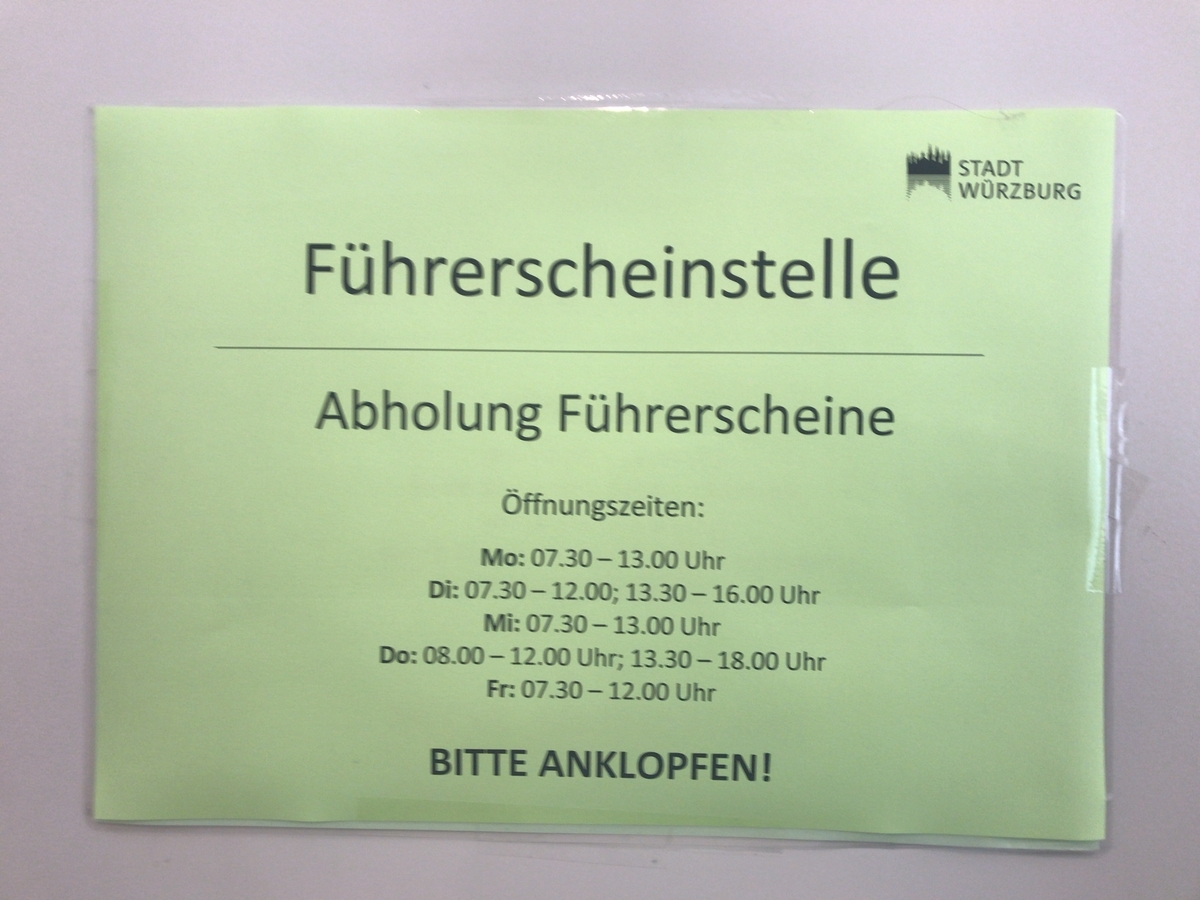 STADT
WÜRZBURG
Führerscheinstelle
Abholung Führerscheine
Öffnungszeiten:
Mo: 07.30 – 13.00 Uhr
Di: 07.30 – 12.00; 13.30 – 16.00 Uhr
Mi: 07.30 – 13.00 Uhr
Do: 08.00 – 12.00 Uhr; 13.30 – 18.00 Uhr
Fr: 07.30 – 12.00 Uhr
BITTE ANKLOPFEN!